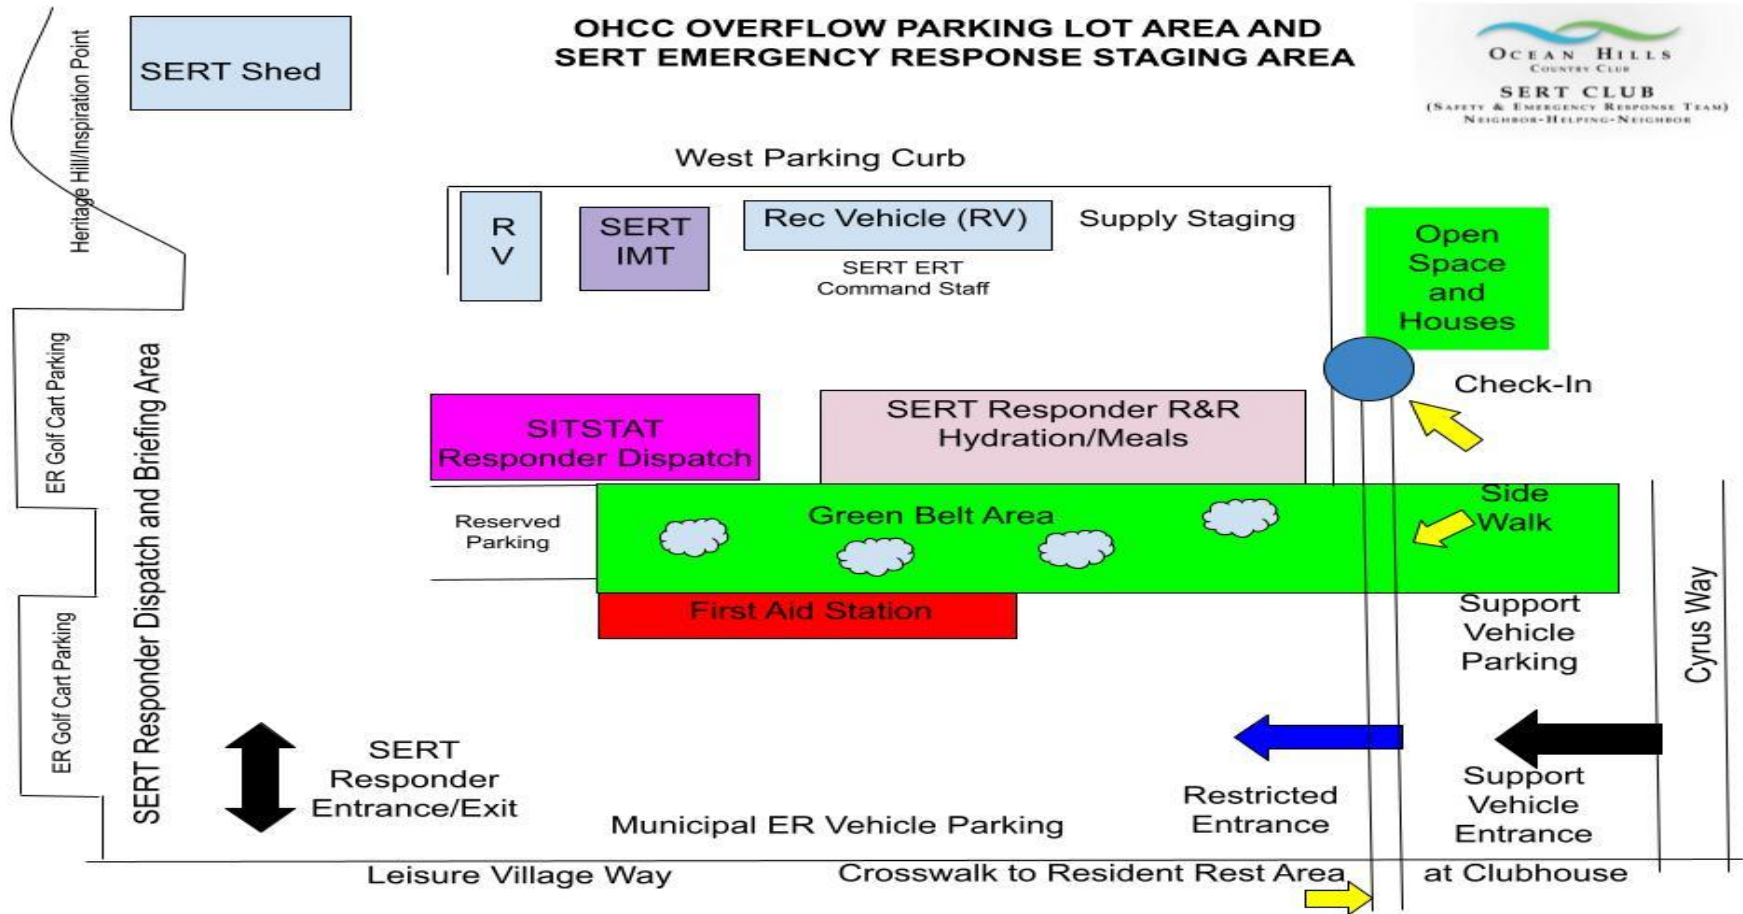 OHCC OVERFLOW PARKING LOT AREA AND
SERT EMERGENCY RESPONSE STAGING AREA
OCEAN HILLS
COUNTRY CLUB
SERT CLUB
(SAFETY & EMERGENCY RESPONSE TEAM)
NEIGHBOR-HELPING-NEIGHBOR
SERT Shed
Heritage Hill/Inspiration Point
West Parking Curb
R
V
SERT
IMT
Rec Vehicle (RV)
SERT ERT
Command Staff
Supply Staging
Open
Space
and
Houses
Check-In
ER Golf Cart Parking
SERT Responder Dispatch and Briefing Area
SITSTAT
Responder Dispatch
SERT Responder R&R
Hydration/Meals
Reserved
Parking
Green Belt Area
Side
Walk
First Aid Station
Support
Vehicle
Parking
Cyrus Way
ER Golf Cart Parking
SERT
Responder
Entrance/Exit
Municipal ER Vehicle Parking
Restricted
Entrance
Support
Vehicle
Entrance
Leisure Village Way
Crosswalk to Resident Rest Area
at Clubhouse